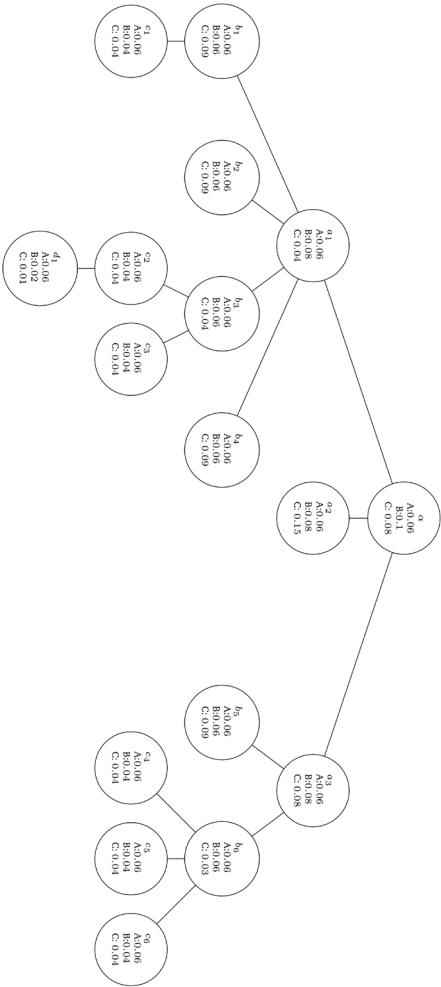 α
A:0.06
B:0.1
C: 0.08
a1
A:0.06
B:0.08
C: 0.04
a2
A:0.06
B:0.08
C: 0.15
a3
A:0.06
B:0.08
C: 0.08
b1
A:0.06
B:0.06
C: 0.09
b2
A:0.06
B:0.06
C: 0.09
b3
A:0.06
B:0.06
C: 0.04
b4
A:0.06
B:0.06
C: 0.09
b5
A:0.06
B:0.06
C: 0.09
b6
A:0.06
B:0.06
C: 0.03
c1
A:0.06
B:0.04
C: 0.04
c2
A:0.06
B:0.04
C: 0.04
c3
A:0.06
B:0.04
C: 0.04
c4
A:0.06
B:0.04
C: 0.04
c5
A:0.06
B:0.04
C: 0.04
c6
A:0.06
B:0.04
C: 0.04
d1
A:0.06
B:0.02
C: 0.01